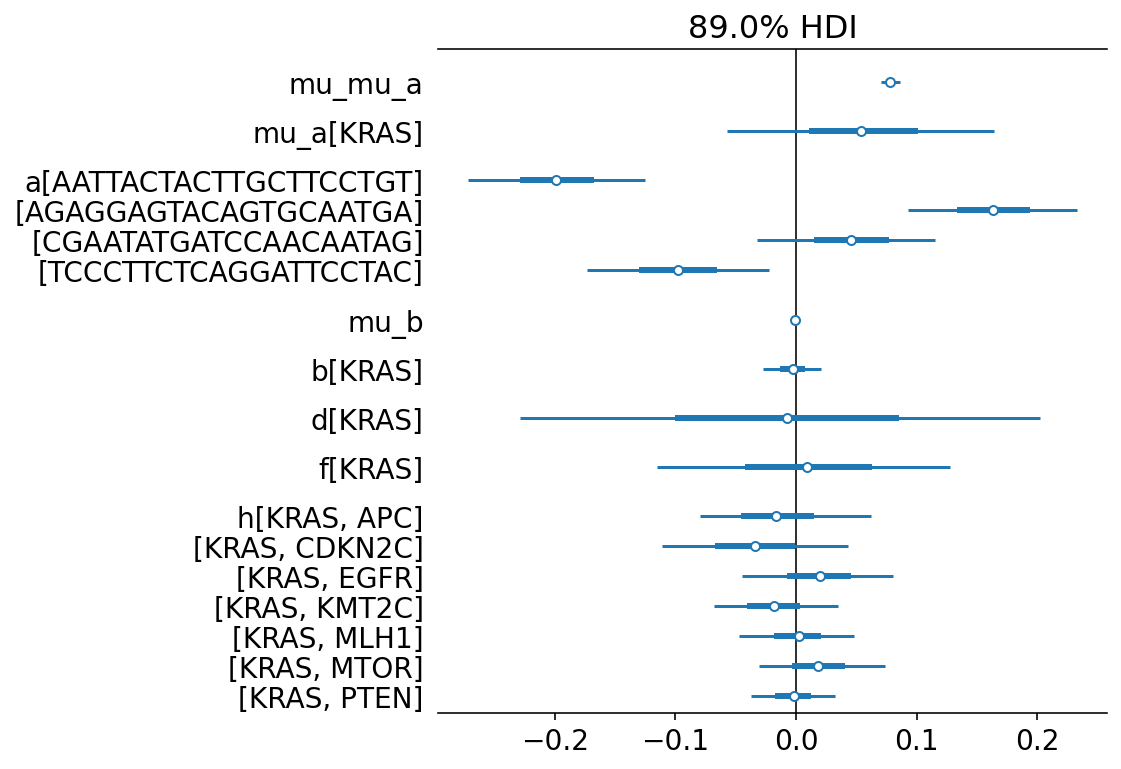 89.0% HDI
mu_mu_a
mu_a[KRAS]
a[AATTACTACTTGCTTCCTGT]
[AGAGGAGTACAGTGCAATGA]
[CGAATATGATCCAACAATAG]
[TCCCTTCTCAGGATTCCTAC]
mu_b
b[KRAS]
d[KRAS]
f[KRAS]
h[KRAS, APC]
[KRAS, CDKN2C]
[KRAS, EGFR]
[KRAS, KMT2C]
[KRAS, MLH1]
[KRAS, MTOR]
[KRAS, PTEN]
−0.2 −0.1 0.0 0.1 0.2